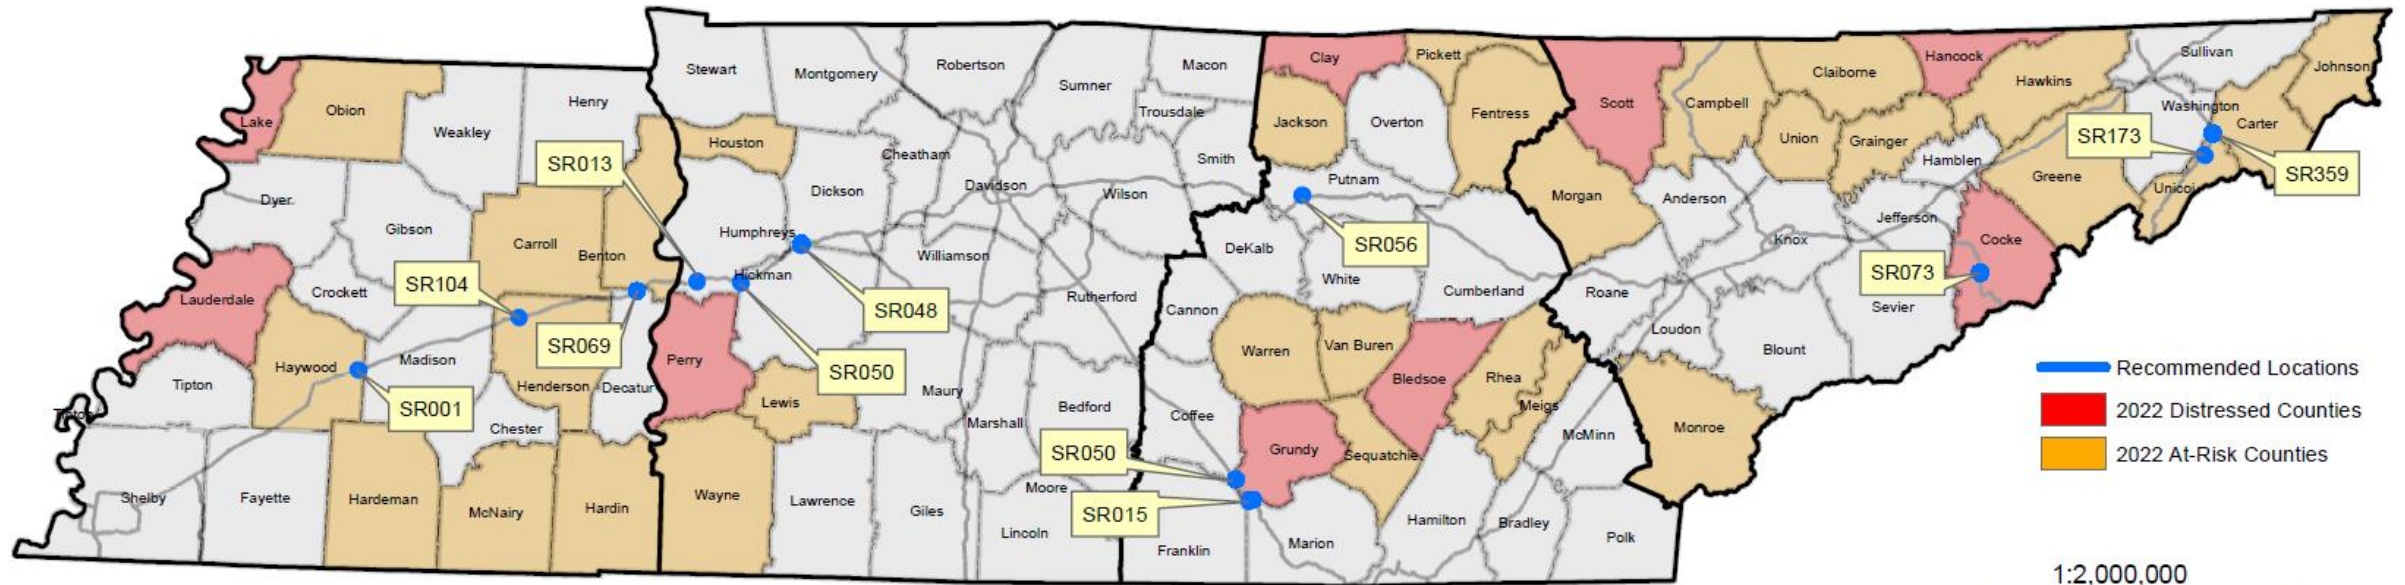 Stewart
Montgomery
Robertson
Sumner
Macon
Trousdale
Clay
Pickett
Scott
Campbell
Claiborne
Hancock
Hawkins
Sullivan
Johnson
Lake
Obion
Weakley
Henry
Houston
Cheatham
Smith
Jackson
Overton
Fentress
Union
Grainger
Hamblen
Washington
Carter
SR173
SR359
SR013
Dyer
Gibson
Carroll
Benton
Humphreys
Dickson
Davidson
Wilson
Putnam
Morgan
Anderson
Jefferson
Greene
Unicoi
SR056
Knox
Cocke
SR073
Lauderdale
Crockett
SR104
Hickman
Williamson
Rutherford
DeKalb
White
Cumberland
Roane
Loudon
Sevier
Cannon
SR048
SR069
SR050
Tipton
Haywood
Madison
Henderson
Decatur
Perry
Lewis
Maury
Warren
Van Buren
Bledsoe
Rhea
Meigs
Blount
SR001
Chester
Marshall
Bedford
Coffee
Grundy
Sequatchie
McMinn
Monroe
SR050
SR015
Shelby
Fayette
Hardeman
McNairy
Hardin
Wayne
Lawrence
Giles
Moore
Lincoln
Franklin
Marion
Hamilton
Bradley
Polk
Recommended Locations
2022 Distressed Counties
2022 At-Risk Counties
1:2,000,000